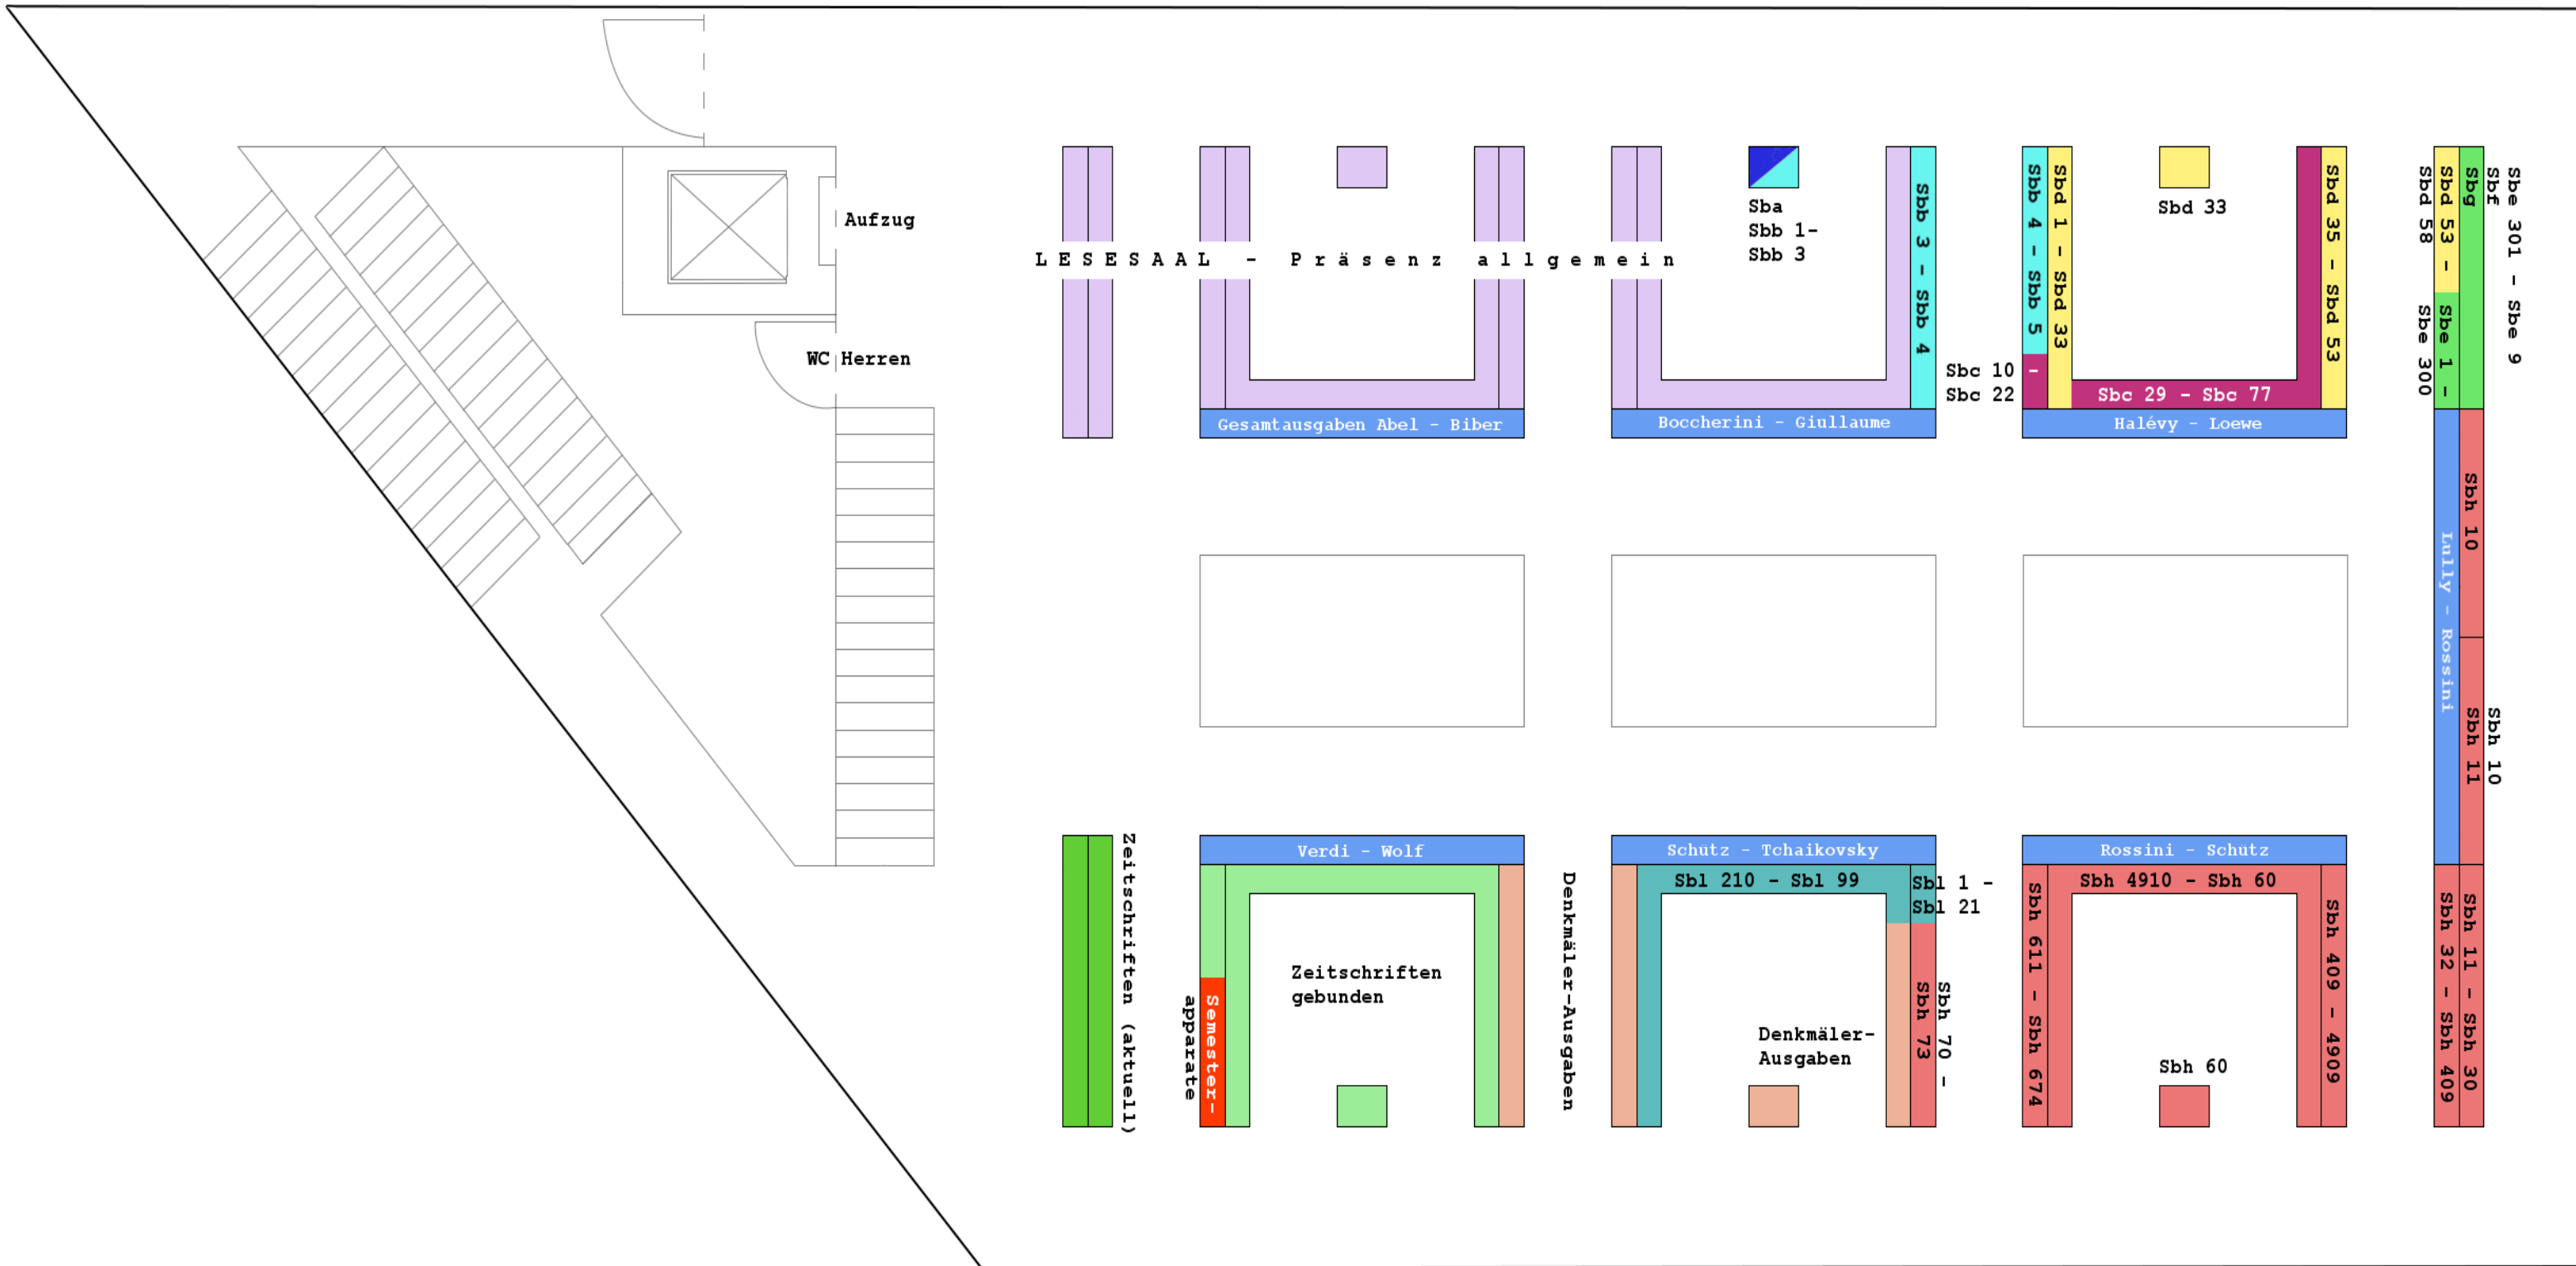 Aufzug
WC Herren
LESESAAL - Präsenz allgemein
Gesamtausgaben Abel - Biber
Sba
Sbb 1-
Sbb 3
Sbb 3 - Sbb 4
Boccherini - Giullaume
Sbb 4 - Sbb 5
Sbd 1 - Sbd 33
Sbc 10 -
Sbc 22
Sbd 33
Sbc 29 - Sbc 77
Sbd 35 - Sbd 53
Halévy - Loewe
Sbd 53 -
Sbd 58
Sbe 1 -
Sbe 300
Sbe 301 - Sbe 9
Sbf
Sbg
Lully - Rossini
Sbh 10
Sbh 10
Sbh 11
Zeitschriften (aktuell)
Verdi - Wolf
Semester-
apparate
Zeitschriften
gebunden
Denkmäler-Ausgaben
Schütz - Tchaikovsky
Sbl 210 - Sbl 99
Sbl 1 -
Sbl 21
Denkmäler-
Ausgaben
Sbh 70 -
Sbh 73
Rossini - Schütz
Sbh 4910 - Sbh 60
Sbh 611 - Sbh 674
Sbh 60
Sbh 409 - 4909
Sbh 32 - Sbh 409
Sbh 11 - Sbh 30